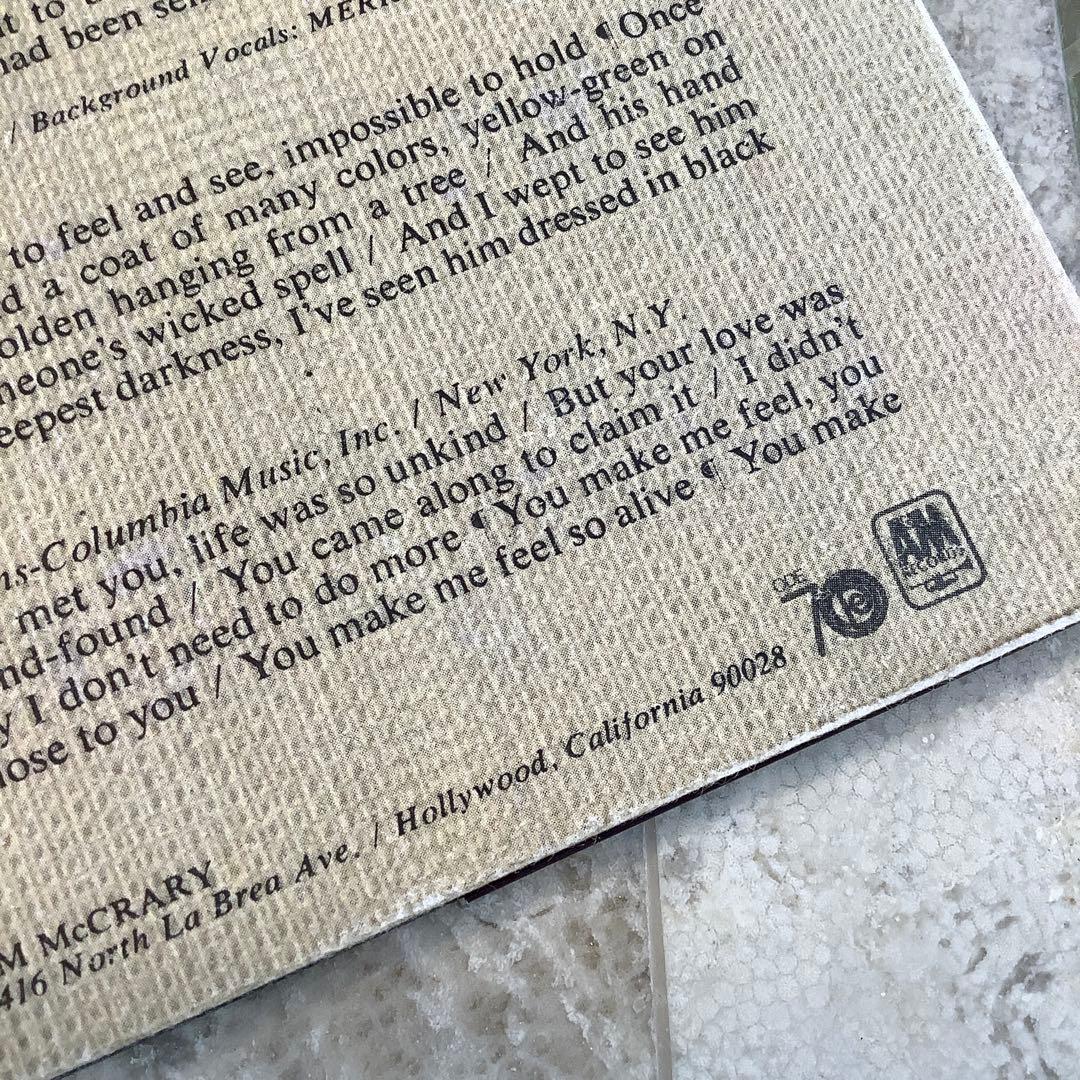 had been sen
/ Background Vocals: MERR
to feel and see, impossible to hold ¶ Once
d a coat of many colors, yellow-green on
olden hanging from a tree / And his hand
meone's wicked spell / And I wept to see him
eepest darkness, I've seen him dressed in black
ns-Columbia Music, Inc. / New York, N.Y.
met you, life was so unkind / But your love was
nd-found / You came along to claim it / I didn't
y I don't need to do more ¶ You make me feel, you
lose to you / You make me feel so alive ¶ You make
ODE
70
A&M
RECORDS
M McCRARY
416 North La Brea Ave. / Hollywood, California 90028